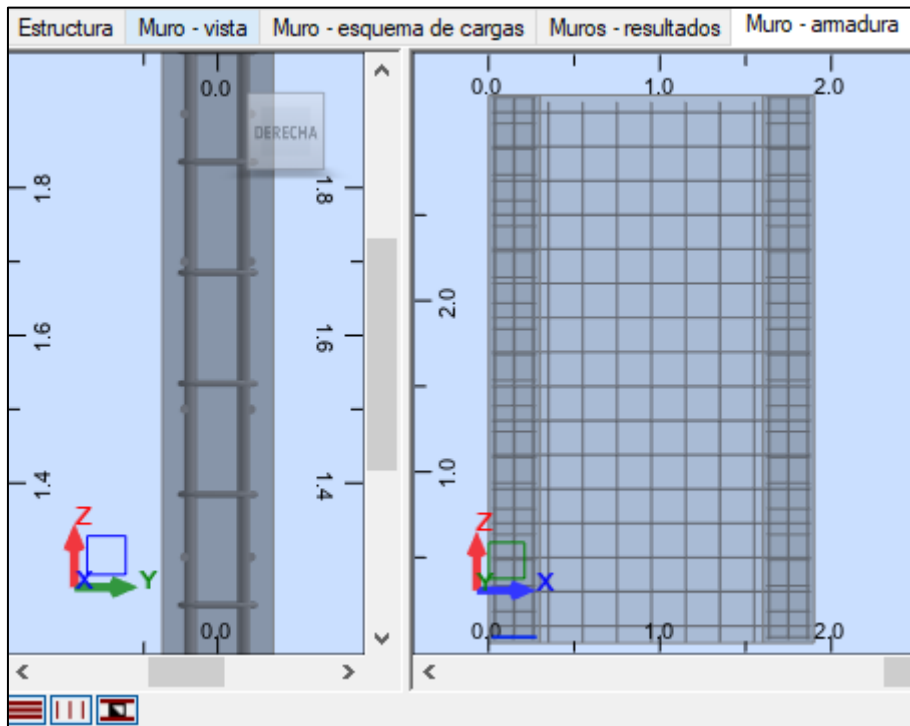 Estructura Muro - vista Muro - esquema de cargas Muros - resultados Muro - armadura
0.0
DERECHA
1.8 1.8
1.6 1.6
1.4 1.4
Z
X Y
0.0
0.0 1.0 2.0
2.0
1.0
Z
Y X
0.0 1.0 2.0